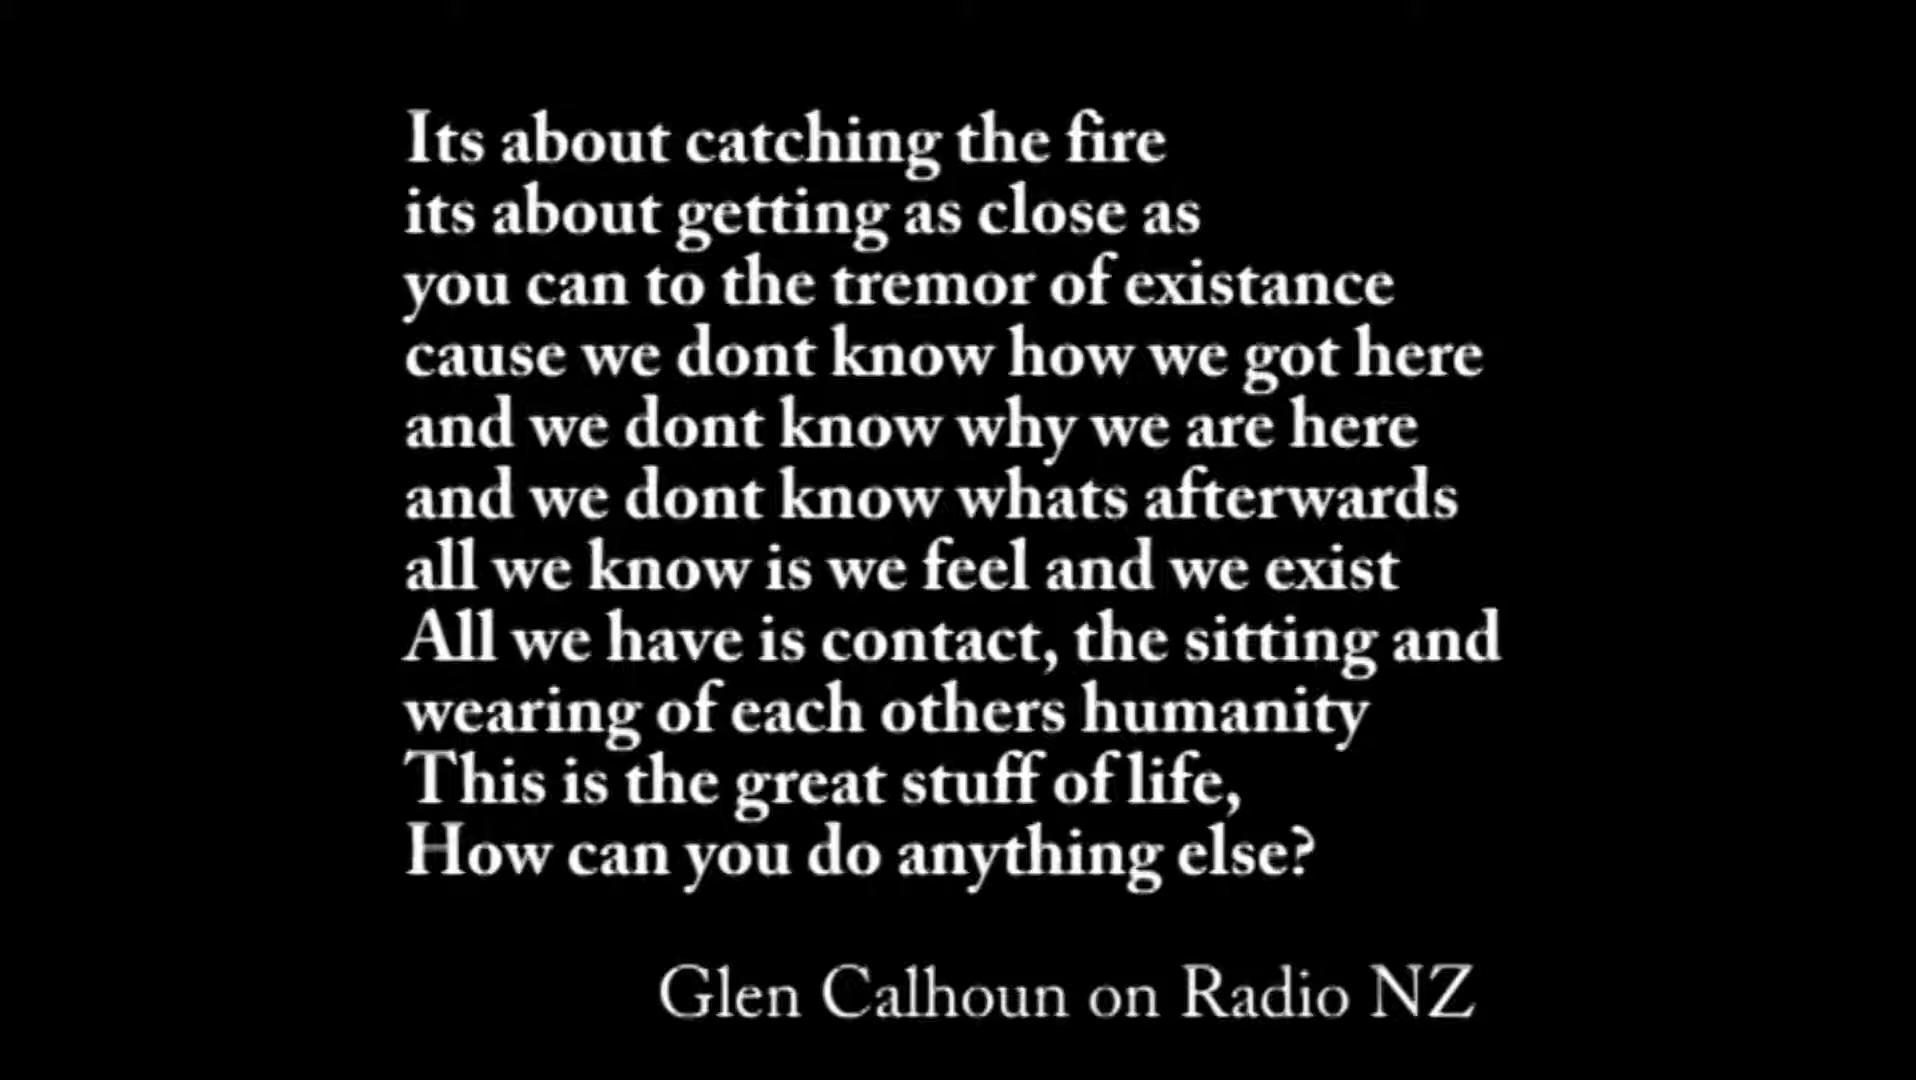 Its about catching the fire
its about getting as close as
you can to the tremor of existance
cause we dont know how we got here
and we dont know why we are here
and we dont know whats afterwards
all we know is we feel and we exist
All we have is contact, the sitting and
wearing of each others humanity
This is the great stuff of life,
How can you do anything else?
Glen Calhoun on Radio NZ